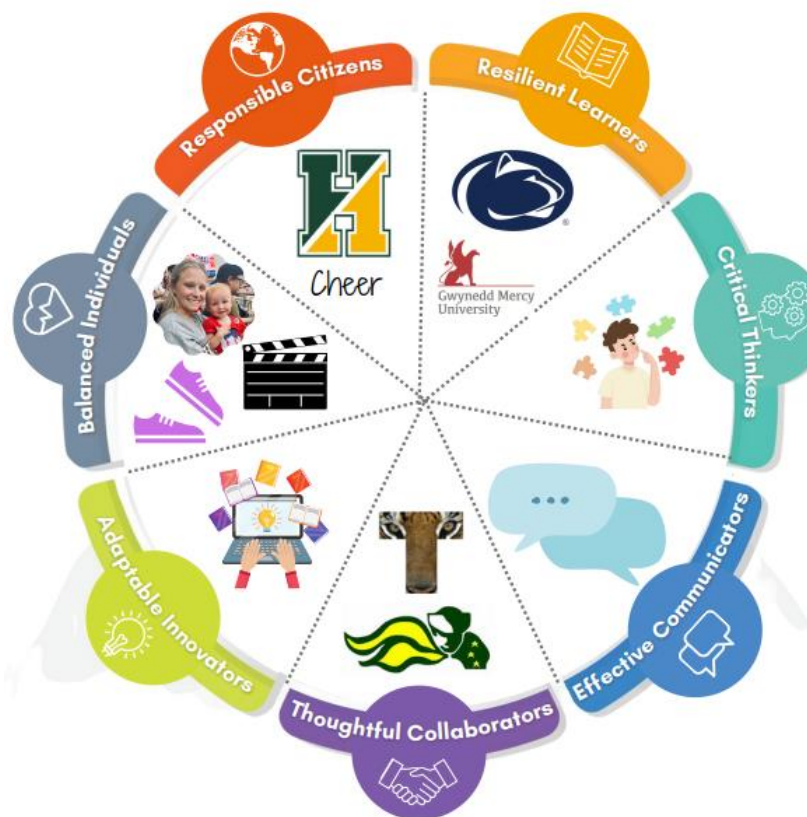 Responsible Citizens
Resilient Learners
H
Cheer
®
Gwynedd Mercy
University
Critical Thinkers
Balanced Individuals
T
Adaptable Innovators
Effective Communicators
Thoughtful Collaborators